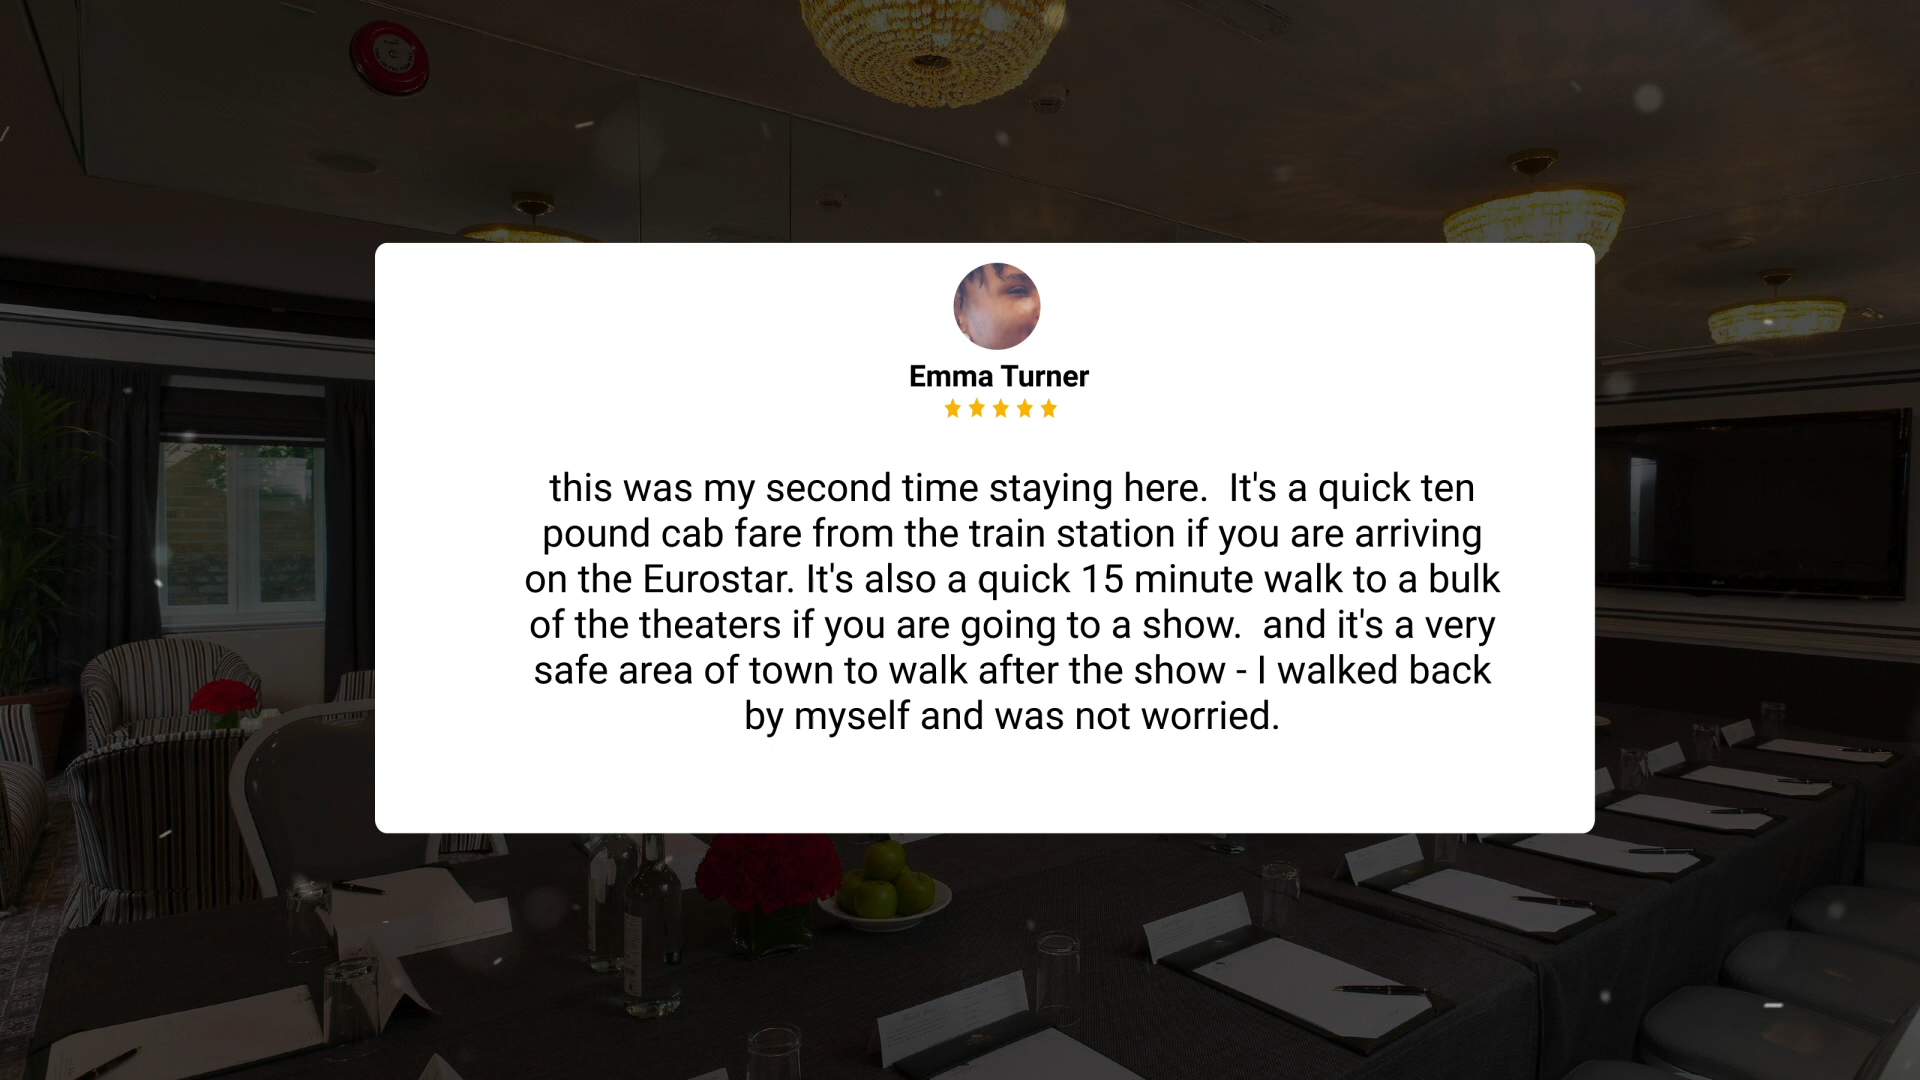 Emma Turner
this was my second time staying here.  It's a quick ten
pound cab fare from the train station if you are arriving
on the Eurostar. It's also a quick 15 minute walk to a bulk
of the theaters if you are going to a show.  and it's a very
safe area of town to walk after the show - I walked back
by myself and was not worried.